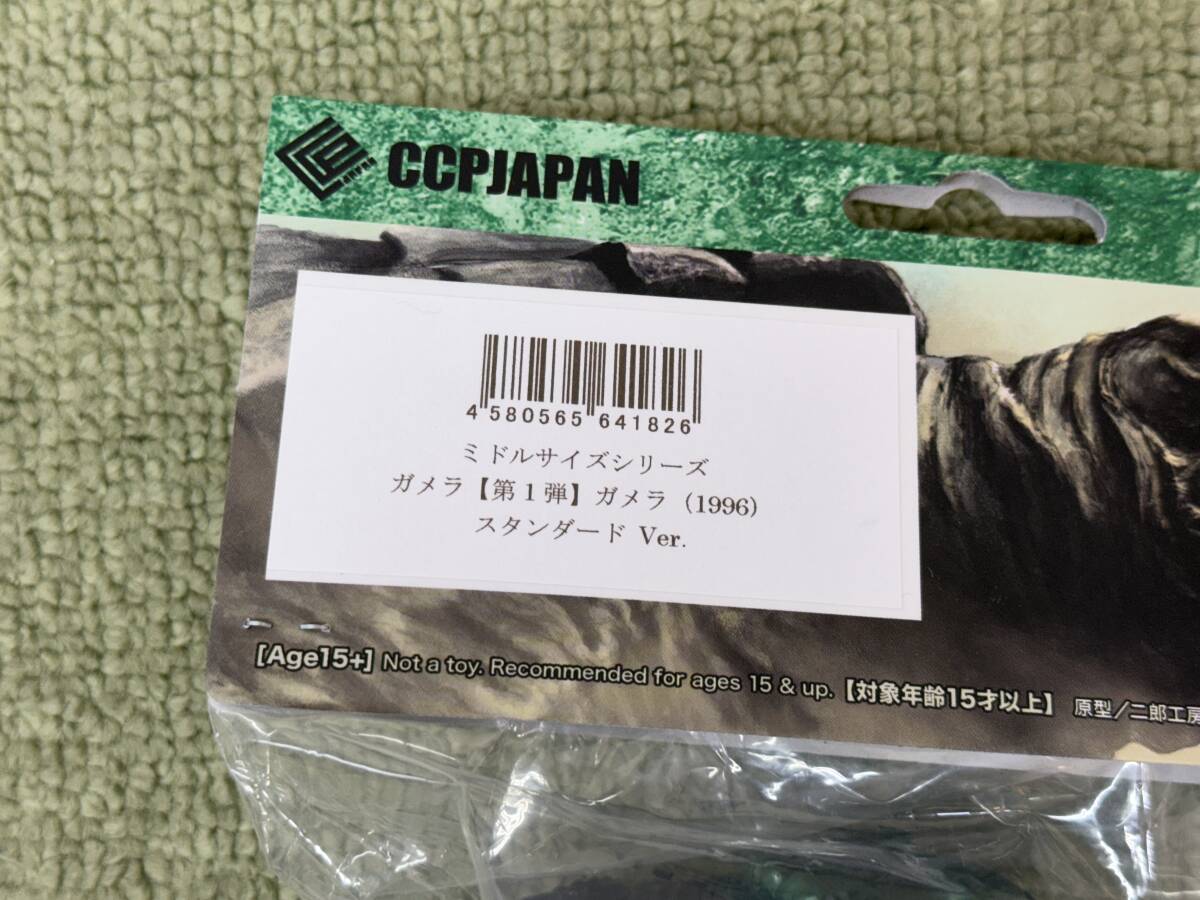 CCPJAPAN
4 580565 641826
ミドルサイズシリーズ
ガメラ【第1弾】ガメラ (1996)
スタンダード Ver.
[Age15+] Not a toy. Recommended for ages 15 & up.【対象年齢15才以上】 原型／二郎工房